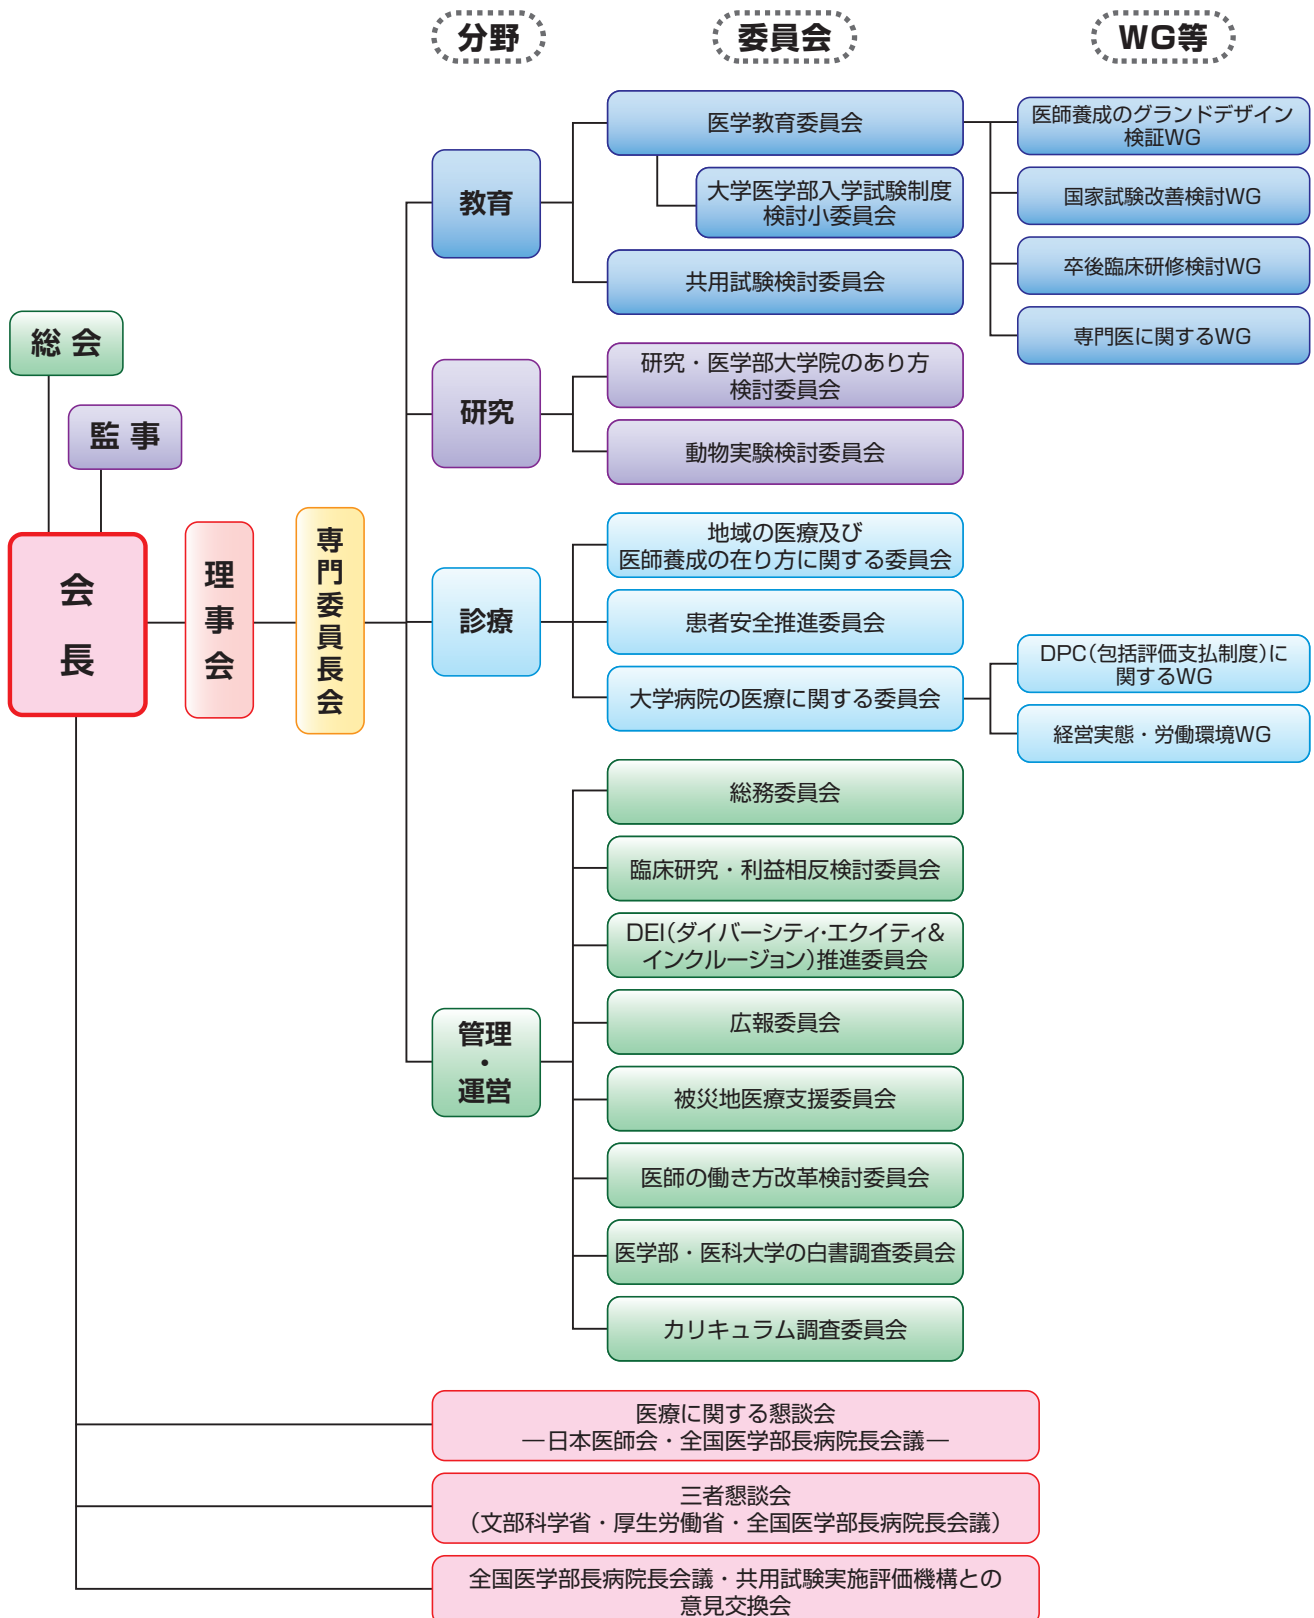 分野
委員会
WG等
総会
監事
会長
理事会
専門委員長会
教育
医学教育委員会
大学医学部入学試験制度
検討小委員会
共用試験検討委員会
医師養成のグランドデザイン
検証WG
国家試験改善検討WG
卒後臨床研修検討WG
専門医に関するWG
研究
研究・医学部大学院のあり方
検討委員会
動物実験検討委員会
診療
地域の医療及び
医師養成の在り方に関する委員会
患者安全推進委員会
大学病院の医療に関する委員会
DPC(包括評価支払制度)に
関するWG
経営実態・労働環境WG
管理
・
運営
総務委員会
臨床研究・利益相反検討委員会
DEI(ダイバーシティ・エクイティ&
インクルージョン)推進委員会
広報委員会
被災地医療支援委員会
医師の働き方改革検討委員会
医学部・医科大学の白書調査委員会
カリキュラム調査委員会
医療に関する懇談会
―日本医師会・全国医学部長病院長会議―
三者懇談会
(文部科学省・厚生労働省・全国医学部長病院長会議)
全国医学部長病院長会議・共用試験実施評価機構との
意見交換会